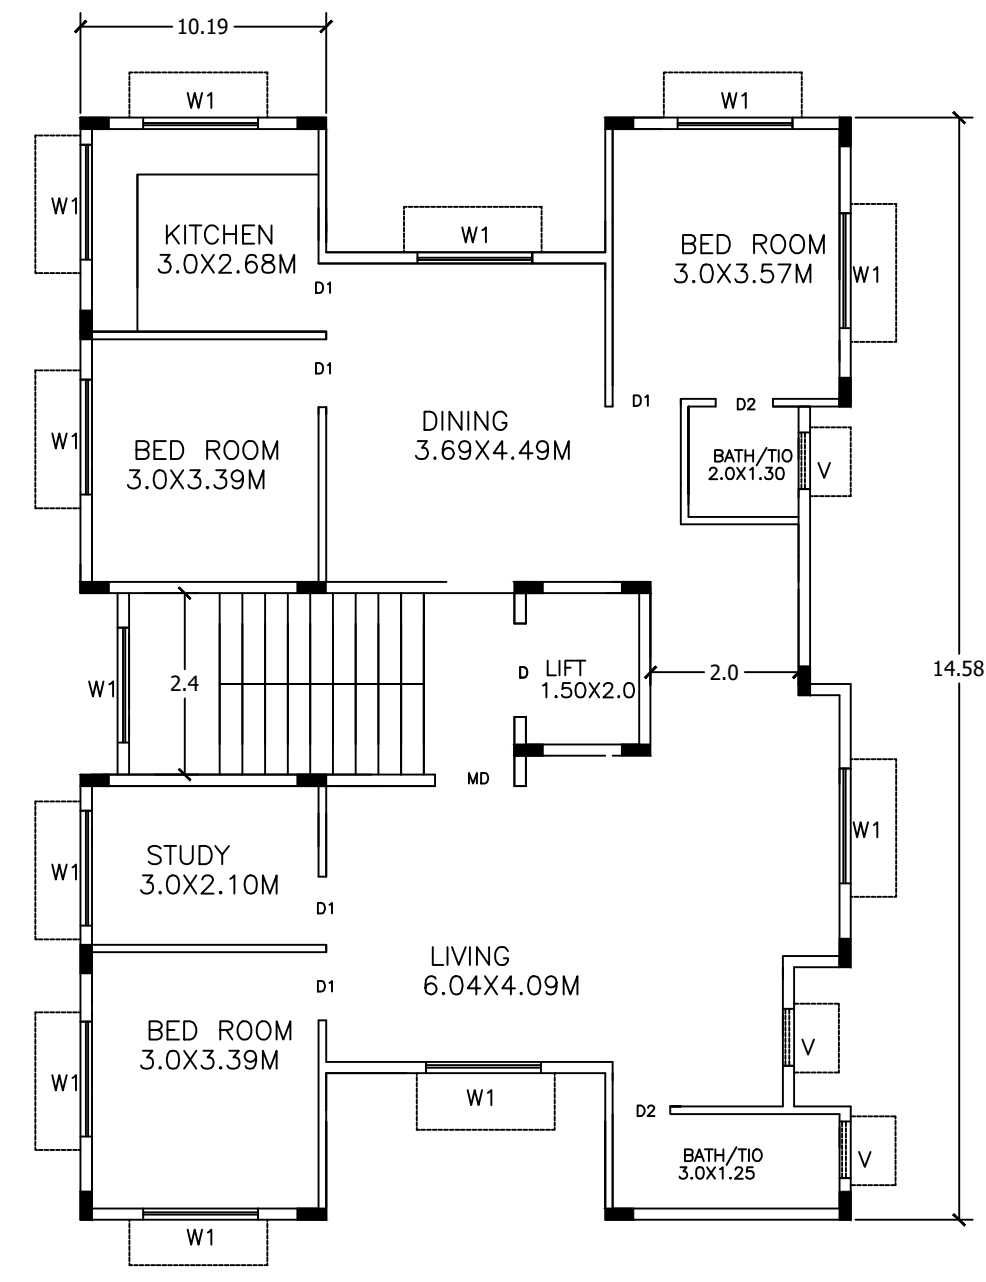 10.19
W1
W1
W1
KITCHEN
3.0X2.68M
W1
BED ROOM
3.0X3.57M
W1
D1
D1
D1
D2
W1
BED ROOM
3.0X3.39M
DINING
3.69X4.49M
BATH/TIO
2.0X1.30
V
W1
2.4
D
LIFT
1.50X2.0
2.0
14.58
MD
W1
W1
STUDY
3.0X2.10M
D1
LIVING
6.04X4.09M
D1
BED ROOM
3.0X3.39M
W1
V
W1
D2
BATH/TIO
3.0X1.25
V
W1